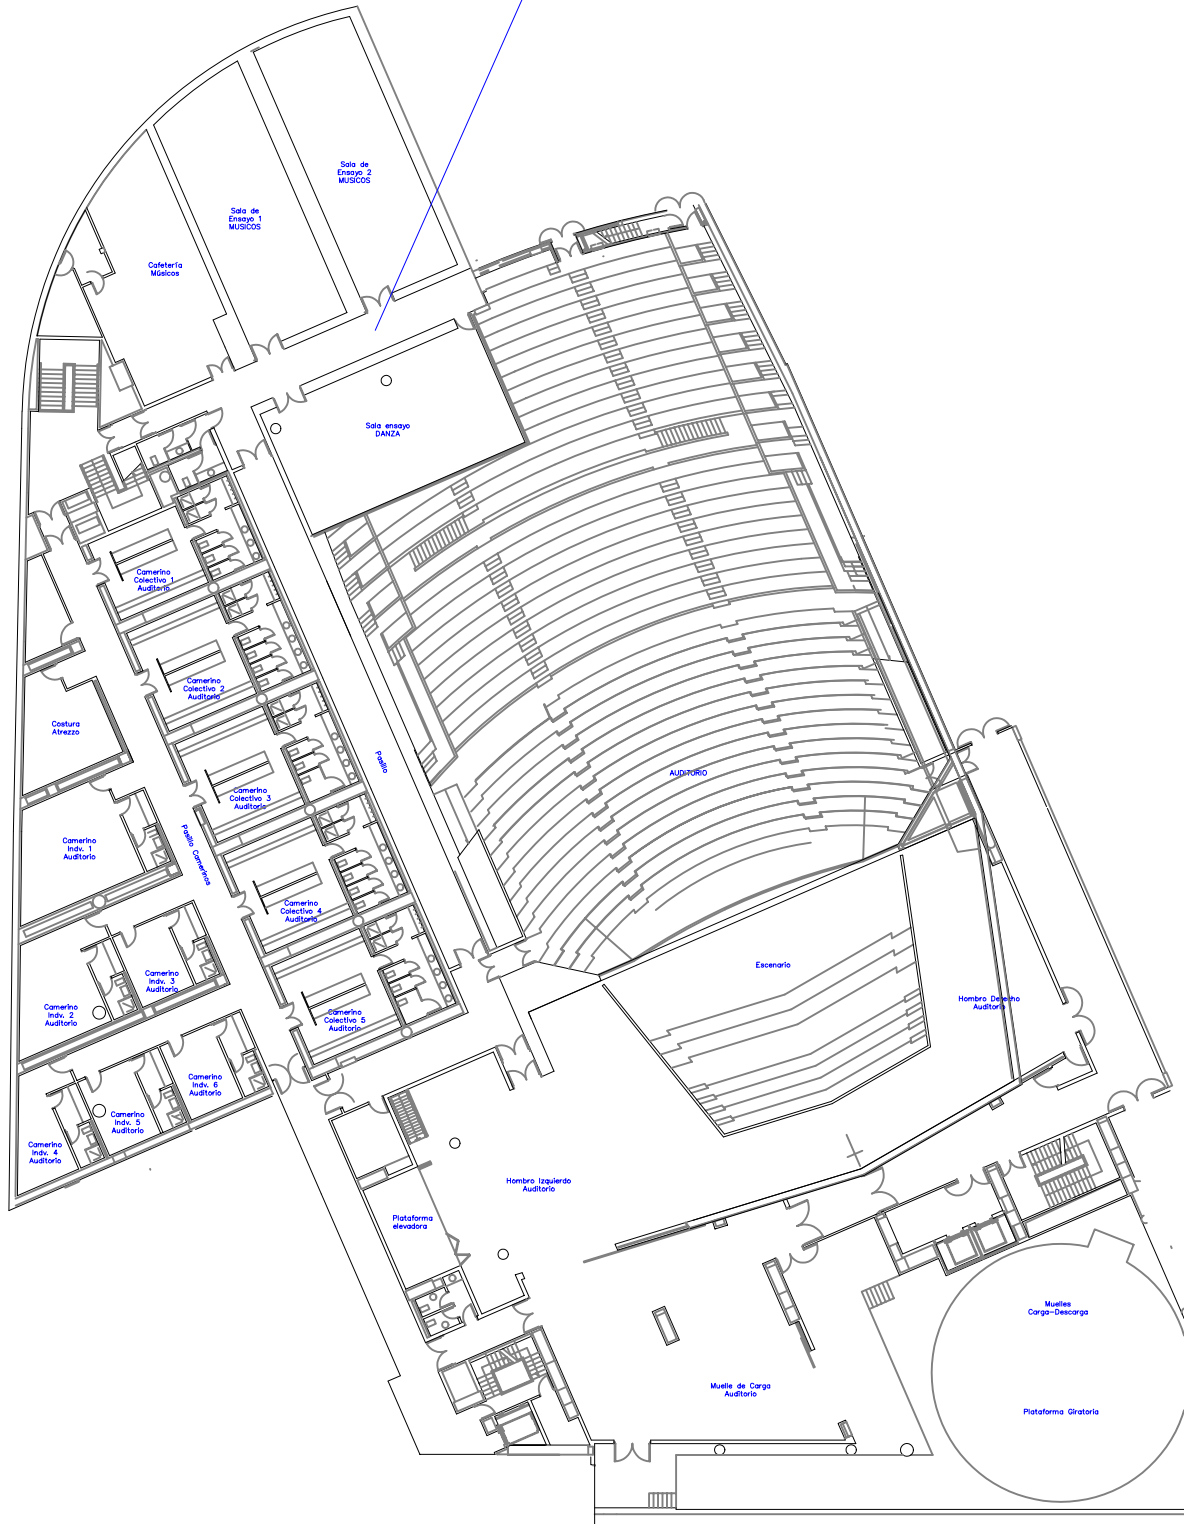 Sala de
Ensayo 2
MUSICOS
Sala de
Ensayo 1
MUSICOS
Cafetería
Músicos
Sala ensayo
DANZA
Camerino
Colectivo 1
Auditorio
Camerino
Colectivo 2
Auditorio
Costura
Atrezzo
Pasillo
AUDITORIO
Camerino
Colectivo 3
Auditorio
Camerino
Indv. 1
Auditorio
Pasillo Camerinos
Camerino
Colectivo 4
Auditorio
Escenario
Camerino
Indv. 3
Auditorio
Hombro Derecho
Auditorio
Camerino
Indv. 2
Auditorio
Camerino
Colectivo 5
Auditorio
Camerino
Indv. 6
Auditorio
Camerino
Indv. 5
Auditorio
Camerino
Indv. 4
Auditorio
Hombro Izquierdo
Auditorio
Plataforma
elevadora
Muelles
Carga-Descarga
Muelle de Carga
Auditorio
Plataforma Giratoria